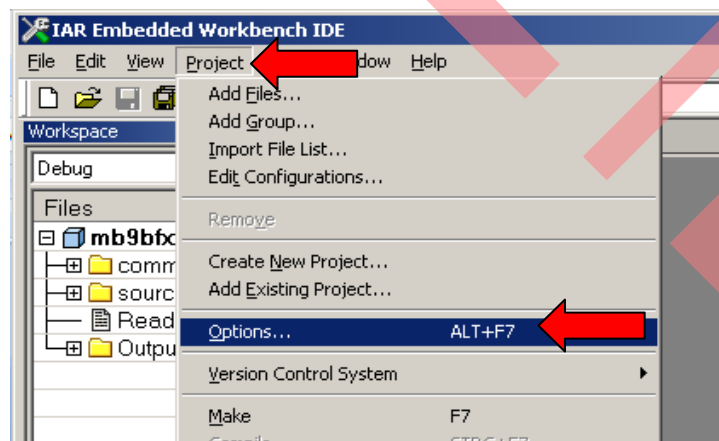 IAR Embedded Workbench IDE
File Edit View Project dow Help
Add Files...
Workspace
Add Group...
Import File List...
Debug
Edit Configurations...
Files
Remove
mb9bfx
comm
Create New Project...
sourc
Add Existing Project...
Read
Options... ALT+F7
Outpu
Version Control System
Make F7